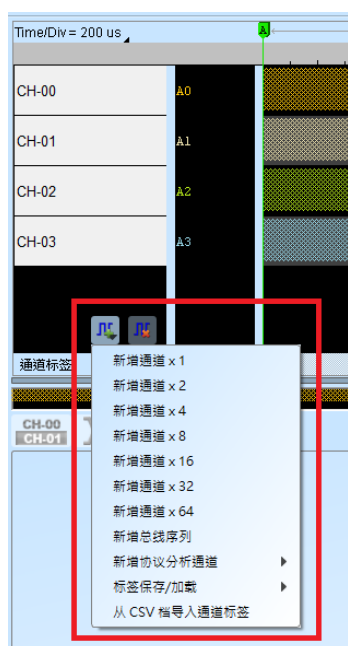 Time/Div = 200 us
A
CH-00
A0
CH-01
A1
CH-02
A2
CH-03
A3
通道标签
CH-00
CH-01
新增通道 x 1
新增通道 x 2
新增通道 x 4
新增通道 x 8
新增通道 x 16
新增通道 x 32
新增通道 x 64
新增总线序列
新增协议分析通道
标签保存/加载
从 CSV 档导入通道标签